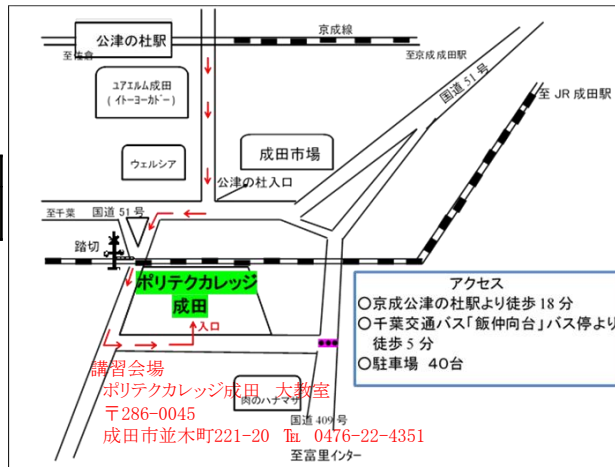 公津の杜駅
京成線
至佐倉
至京成成田駅
国道51号
ユアエルム成田
(イトーヨーカドー)
至 JR 成田駅
ウェルシア
成田市場
公津の杜入口
至千葉 国道 51号
踏切
ポリテクカレッジ
成田
入口
アクセス
○京成公津の杜駅より徒歩 18 分
○千葉交通バス「飯仲向台」バス停より
徒歩 5 分
○駐車場 40台
講習会場
ポリテクカレッジ成田 大教室
〒286-0045
成田市並木町221-20 ℡ 0476-22-4351
肉のハナマサ
国道 409号
至富里インター